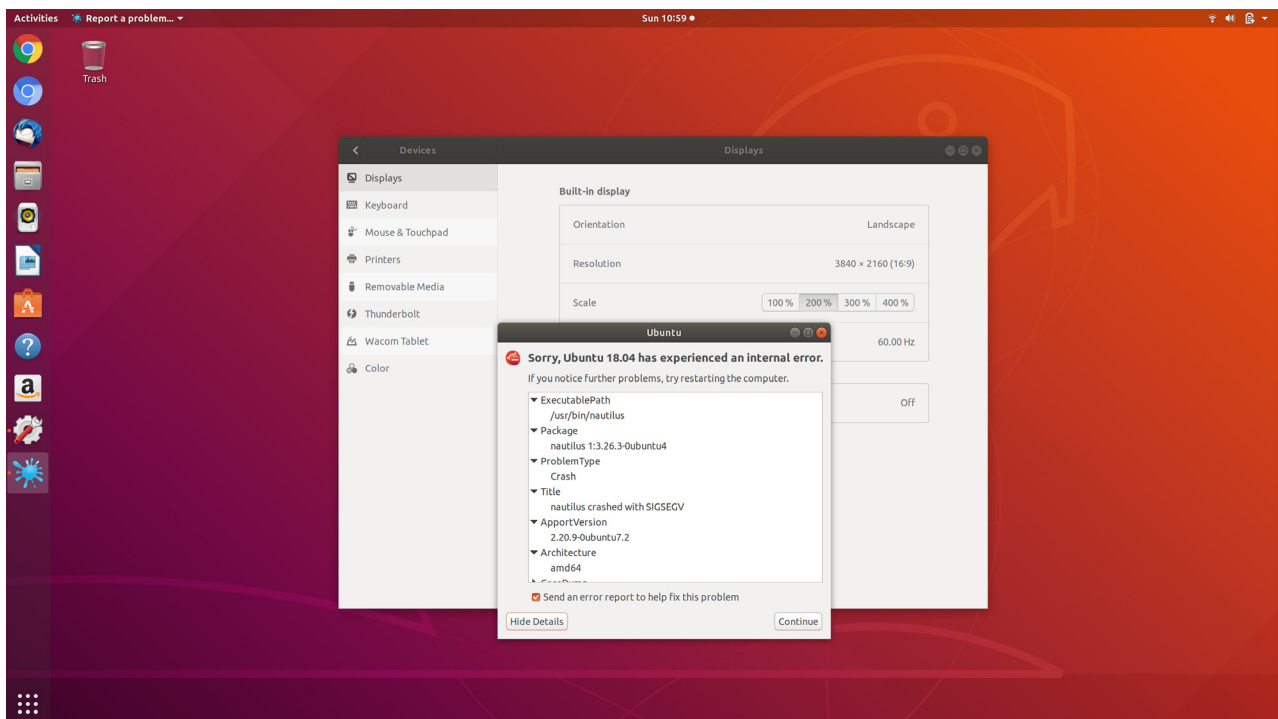 Activities Report a problem... Sun 10:59
Trash
Devices Displays
Displays
Keyboard
Mouse & Touchpad
Printers
Removable Media
Thunderbolt
Wacom Tablet
Color
Built-in display
Orientation Landscape
Resolution 3840 × 2160 (16:9)
Scale 100 % 200 % 300 % 400 %
60.00 Hz
Off
Ubuntu
Sorry, Ubuntu 18.04 has experienced an internal error.
If you notice further problems, try restarting the computer.
ExecutablePath
/usr/bin/nautilus
Package
nautilus 1:3.26.3-0ubuntu4
ProblemType
Crash
Title
nautilus crashed with SIGSEGV
ApportVersion
2.20.9-0ubuntu7.2
Architecture
amd64
Send an error report to help fix this problem
Hide Details Continue